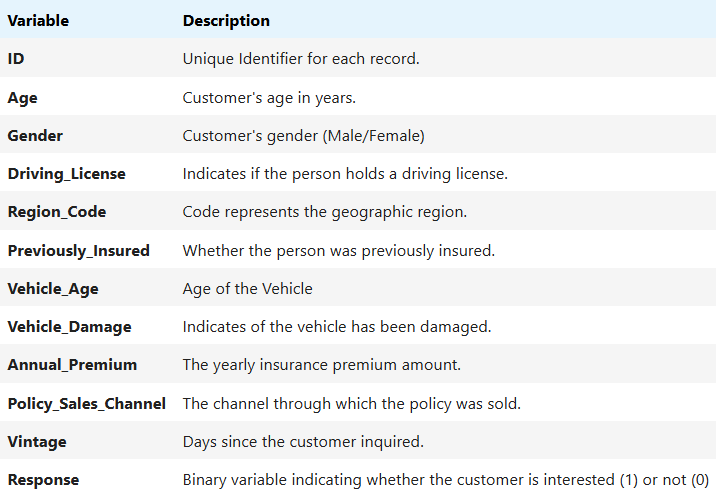 Variable Description
ID Unique Identifier for each record.
Age Customer's age in years.
Gender Customer's gender (Male/Female)
Driving_License Indicates if the person holds a driving license.
Region_Code Code represents the geographic region.
Previously_Insured Whether the person was previously insured.
Vehicle_Age Age of the Vehicle
Vehicle_Damage Indicates of the vehicle has been damaged.
Annual_Premium The yearly insurance premium amount.
Policy_Sales_Channel The channel through which the policy was sold.
Vintage Days since the customer inquired.
Response Binary variable indicating whether the customer is interested (1) or not (0)